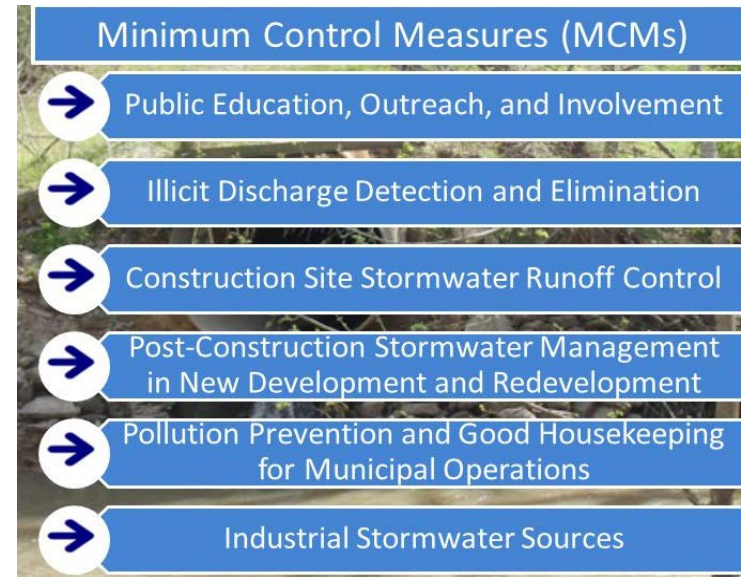 Minimum Control Measures (MCMs)
Public Education, Outreach, and Involvement
Illicit Discharge Detection and Elimination
Construction Site Stormwater Runoff Control
Post-Construction Stormwater Management
in New Development and Redevelopment
Pollution Prevention and Good Housekeeping
for Municipal Operations
Industrial Stormwater Sources